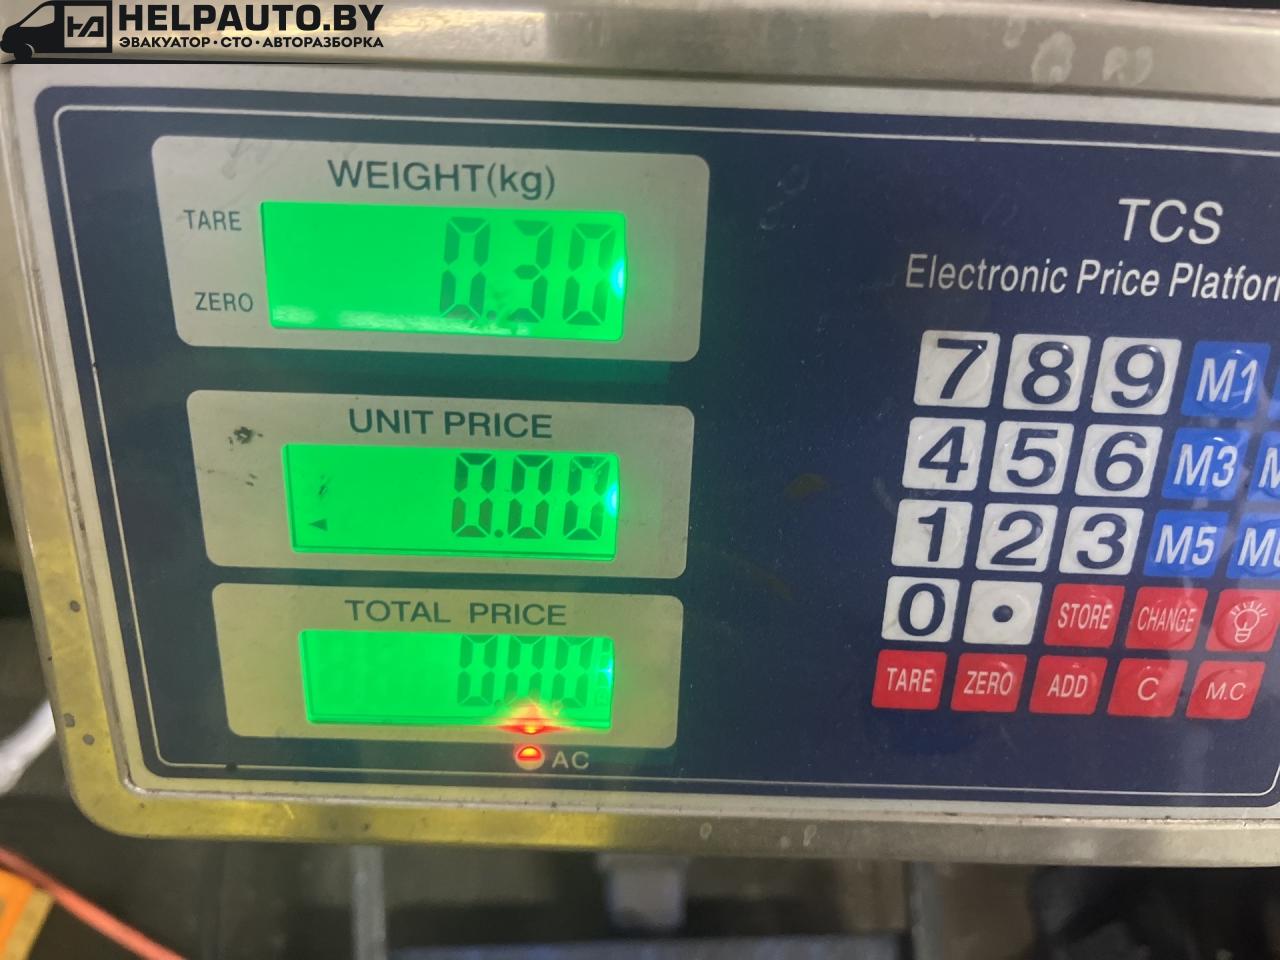 HELPAUTO.BY
ЭВАКУАТОР · СТО · АВТОРАЗБОРКА
WEIGHT(kg)
TARE
0.30
ZERO
UNIT PRICE
0.00
TOTAL PRICE
0.00
AC
TCS
Electronic Price
7 8 9 M1
4 5 6 M3
1 2 3 M5
0 . STORE CHANGE
TARE ZERO ADD C M.C